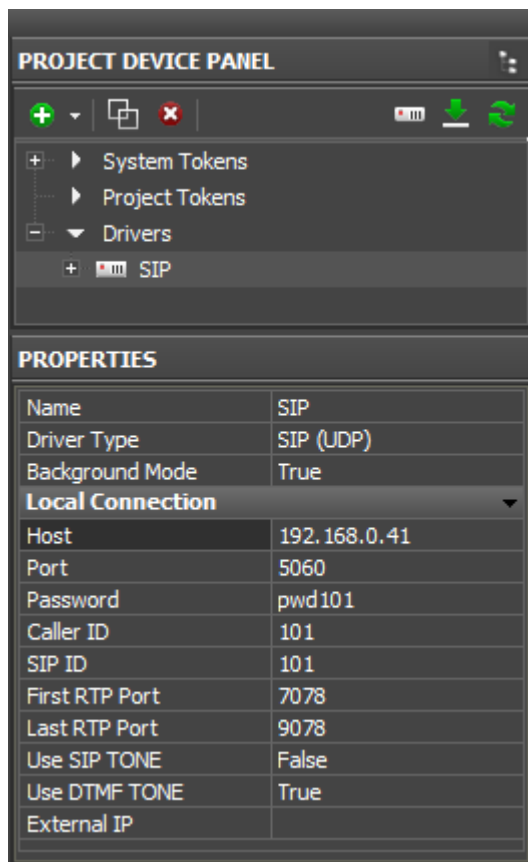 PROJECT DEVICE PANEL
System Tokens
Project Tokens
Drivers
SIP
PROPERTIES
Name SIP
Driver Type SIP (UDP)
Background Mode True
Local Connection
Host 192.168.0.41
Port 5060
Password pwd101
Caller ID 101
SIP ID 101
First RTP Port 7078
Last RTP Port 9078
Use SIP TONE False
Use DTMF TONE True
External IP